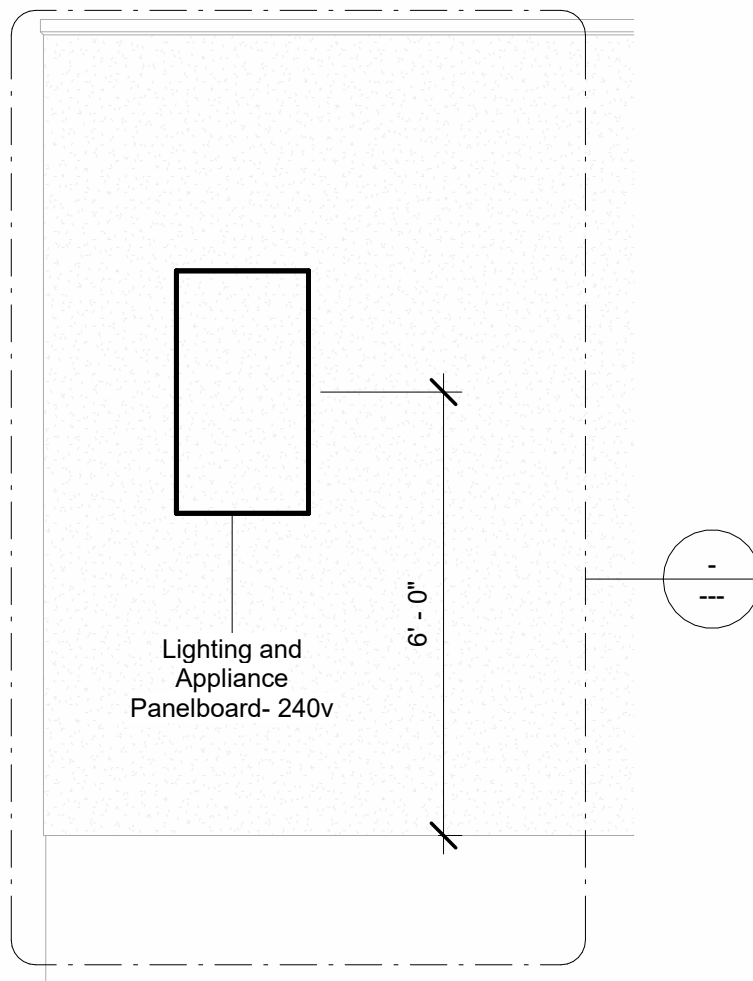 6' - 0"
-
---
Lighting and
Appliance
Panelboard- 240v